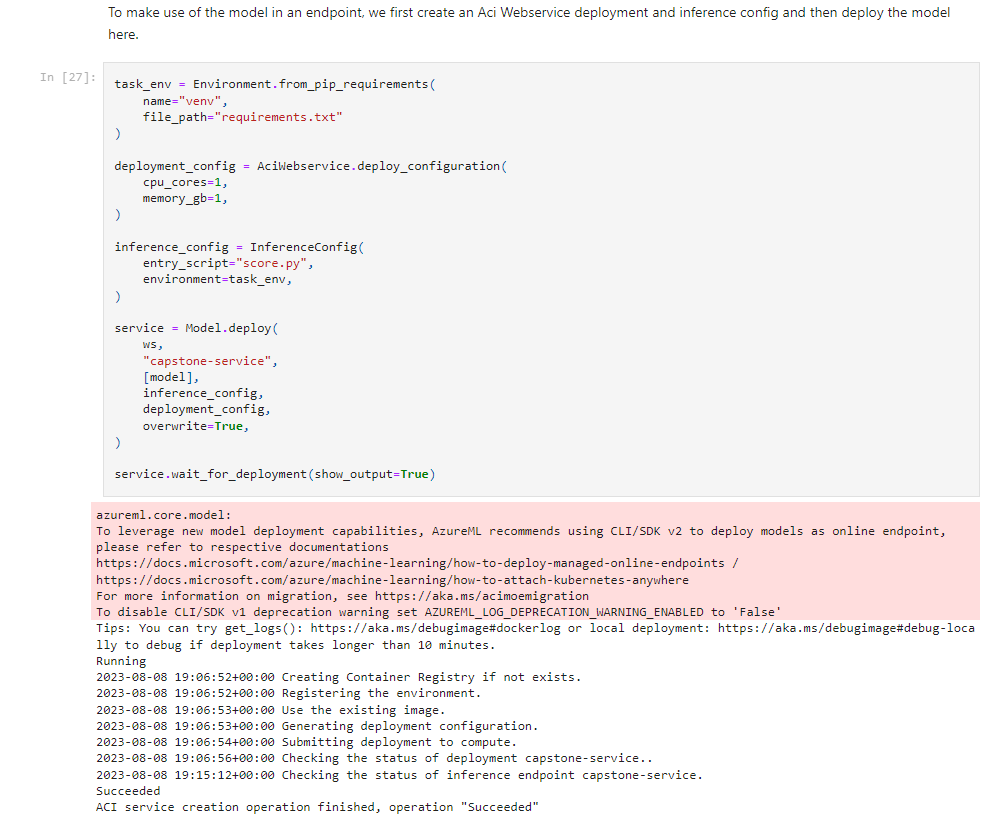 To make use of the model in an endpoint, we first create an Aci Webservice deployment and inference config and then deploy the model
here.
In [27]:
task_env = Environment.from_pip_requirements(
    name="venv",
    file_path="requirements.txt"
)
deployment_config = AciWebservice.deploy_configuration(
    cpu_cores=1,
    memory_gb=1,
)
inference_config = InferenceConfig(
    entry_script="score.py",
    environment=task_env,
)
service = Model.deploy(
    ws,
    "capstone-service",
    [model],
    inference_config,
    deployment_config,
    overwrite=True,
)
service.wait_for_deployment(show_output=True)
azureml.core.model:
To leverage new model deployment capabilities, AzureML recommends using CLI/SDK v2 to deploy models as online endpoint,
please refer to respective documentations
https://docs.microsoft.com/azure/machine-learning/how-to-deploy-managed-online-endpoints /
https://docs.microsoft.com/azure/machine-learning/how-to-attach-kubernetes-anywhere
For more information on migration, see https://aka.ms/acimoemigration
To disable CLI/SDK v1 deprecation warning set AZUREML_LOG_DEPRECATION_WARNING_ENABLED to 'False'
Tips: You can try get_logs(): https://aka.ms/debugimage#dockerlog or local deployment: https://aka.ms/debugimage#debug-loca
lly to debug if deployment takes longer than 10 minutes.
Running
2023-08-08 19:06:52+00:00 Creating Container Registry if not exists.
2023-08-08 19:06:52+00:00 Registering the environment.
2023-08-08 19:06:53+00:00 Use the existing image.
2023-08-08 19:06:53+00:00 Generating deployment configuration.
2023-08-08 19:06:54+00:00 Submitting deployment to compute.
2023-08-08 19:06:56+00:00 Checking the status of deployment capstone-service..
2023-08-08 19:15:12+00:00 Checking the status of inference endpoint capstone-service.
Succeeded
ACI service creation operation finished, operation "Succeeded"